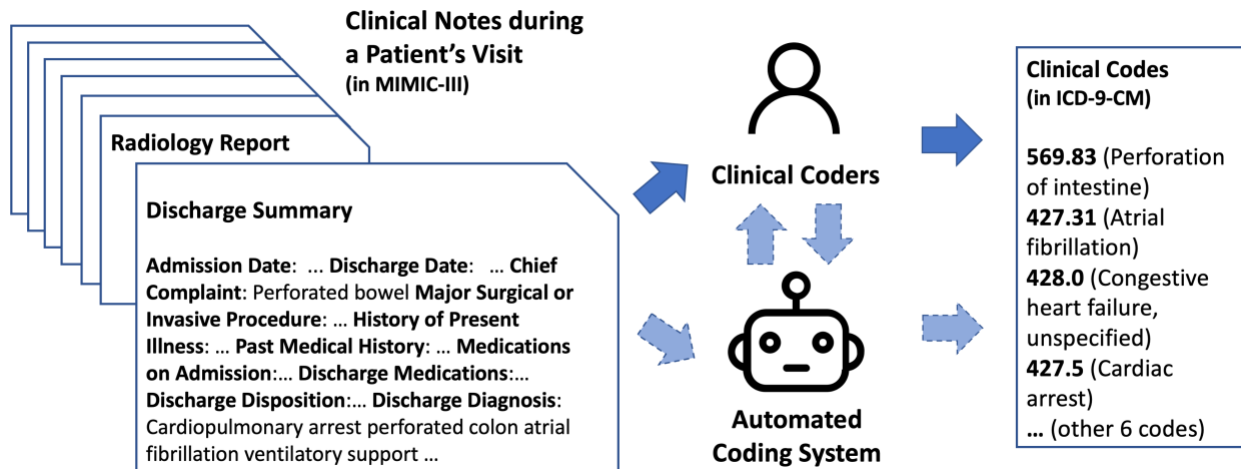 Clinical Notes during
a Patient's Visit
(in MIMIC-III)
Radiology Report
Discharge Summary
Admission Date: ... Discharge Date: ... Chief
Complaint: Perforated bowel Major Surgical or
Invasive Procedure: ... History of Present
Illness: ... Past Medical History: ... Medications
on Admission:... Discharge Medications:...
Discharge Disposition:... Discharge Diagnosis:
Cardiopulmonary arrest perforated colon atrial
fibrillation ventilatory support ...
Clinical Coders
Automated
Coding System
Clinical Codes
(in ICD-9-CM)
569.83 (Perforation
of intestine)
427.31 (Atrial
fibrillation)
428.0 (Congestive
heart failure,
unspecified)
427.5 (Cardiac
arrest)
... (other 6 codes)